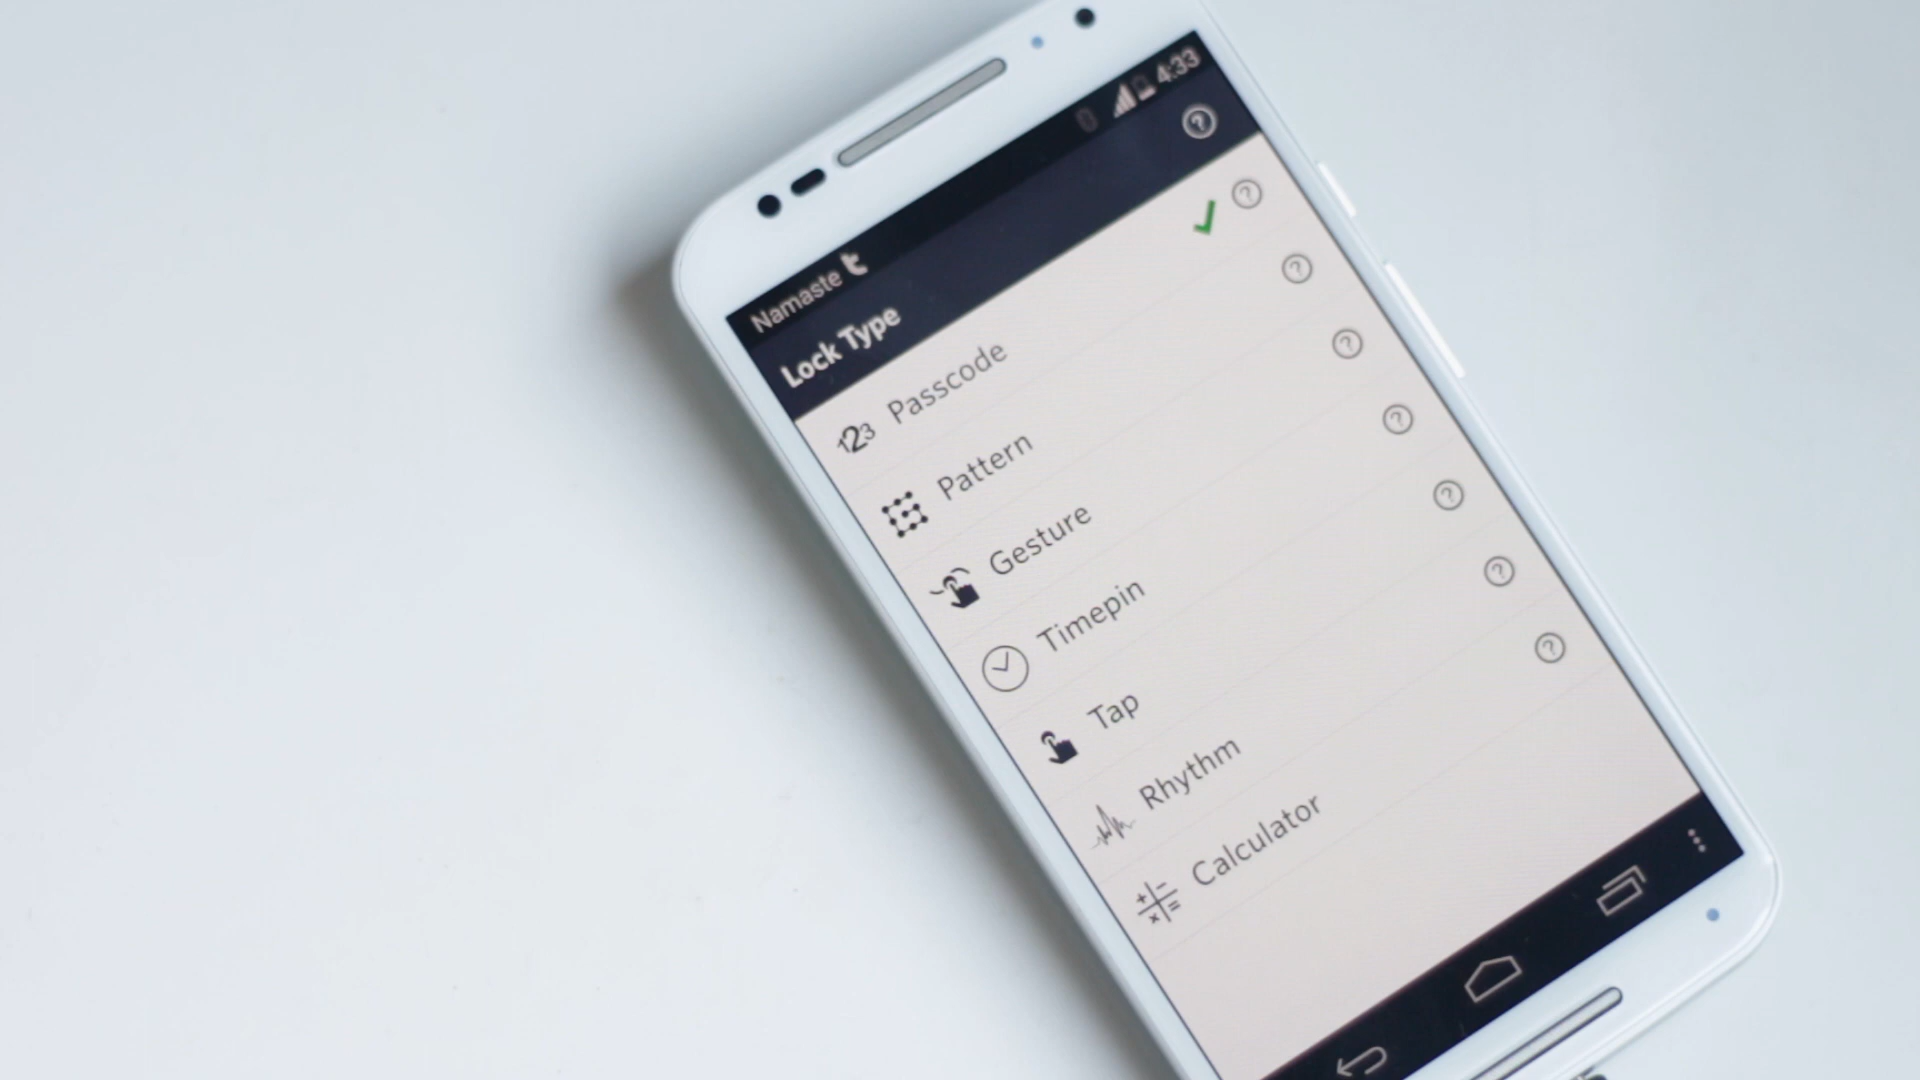 Namaste t 4:33
Lock Type ?
123 Passcode ?
Pattern ?
Gesture ?
Timepin ?
Tap ?
Rhythm ?
Calculator ?